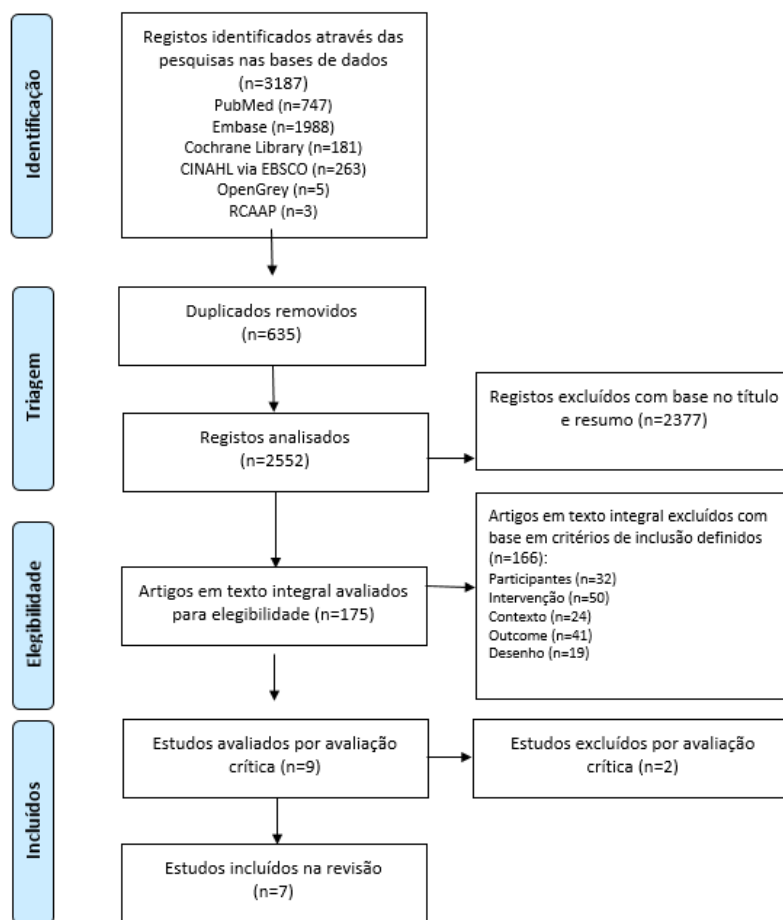 Identificação
Registos identificados através das
pesquisas nas bases de dados
(n=3187)
PubMed (n=747)
Embase (n=1988)
Cochrane Library (n=181)
CINAHL via EBSCO (n=263)
OpenGrey (n=5)
RCAAP (n=3)
Triagem
Duplicados removidos
(n=635)
Registos analisados
(n=2552)
Registos excluídos com base no título
e resumo (n=2377)
Elegibilidade
Artigos em texto integral avaliados
para elegibilidade (n=175)
Artigos em texto integral excluídos com
base em critérios de inclusão definidos
(n=166):
Participantes (n=32)
Intervenção (n=50)
Contexto (n=24)
Outcome (n=41)
Desenho (n=19)
Incluídos
Estudos avaliados por avaliação
crítica (n=9)
Estudos excluídos por avaliação
crítica (n=2)
Estudos incluídos na revisão
(n=7)